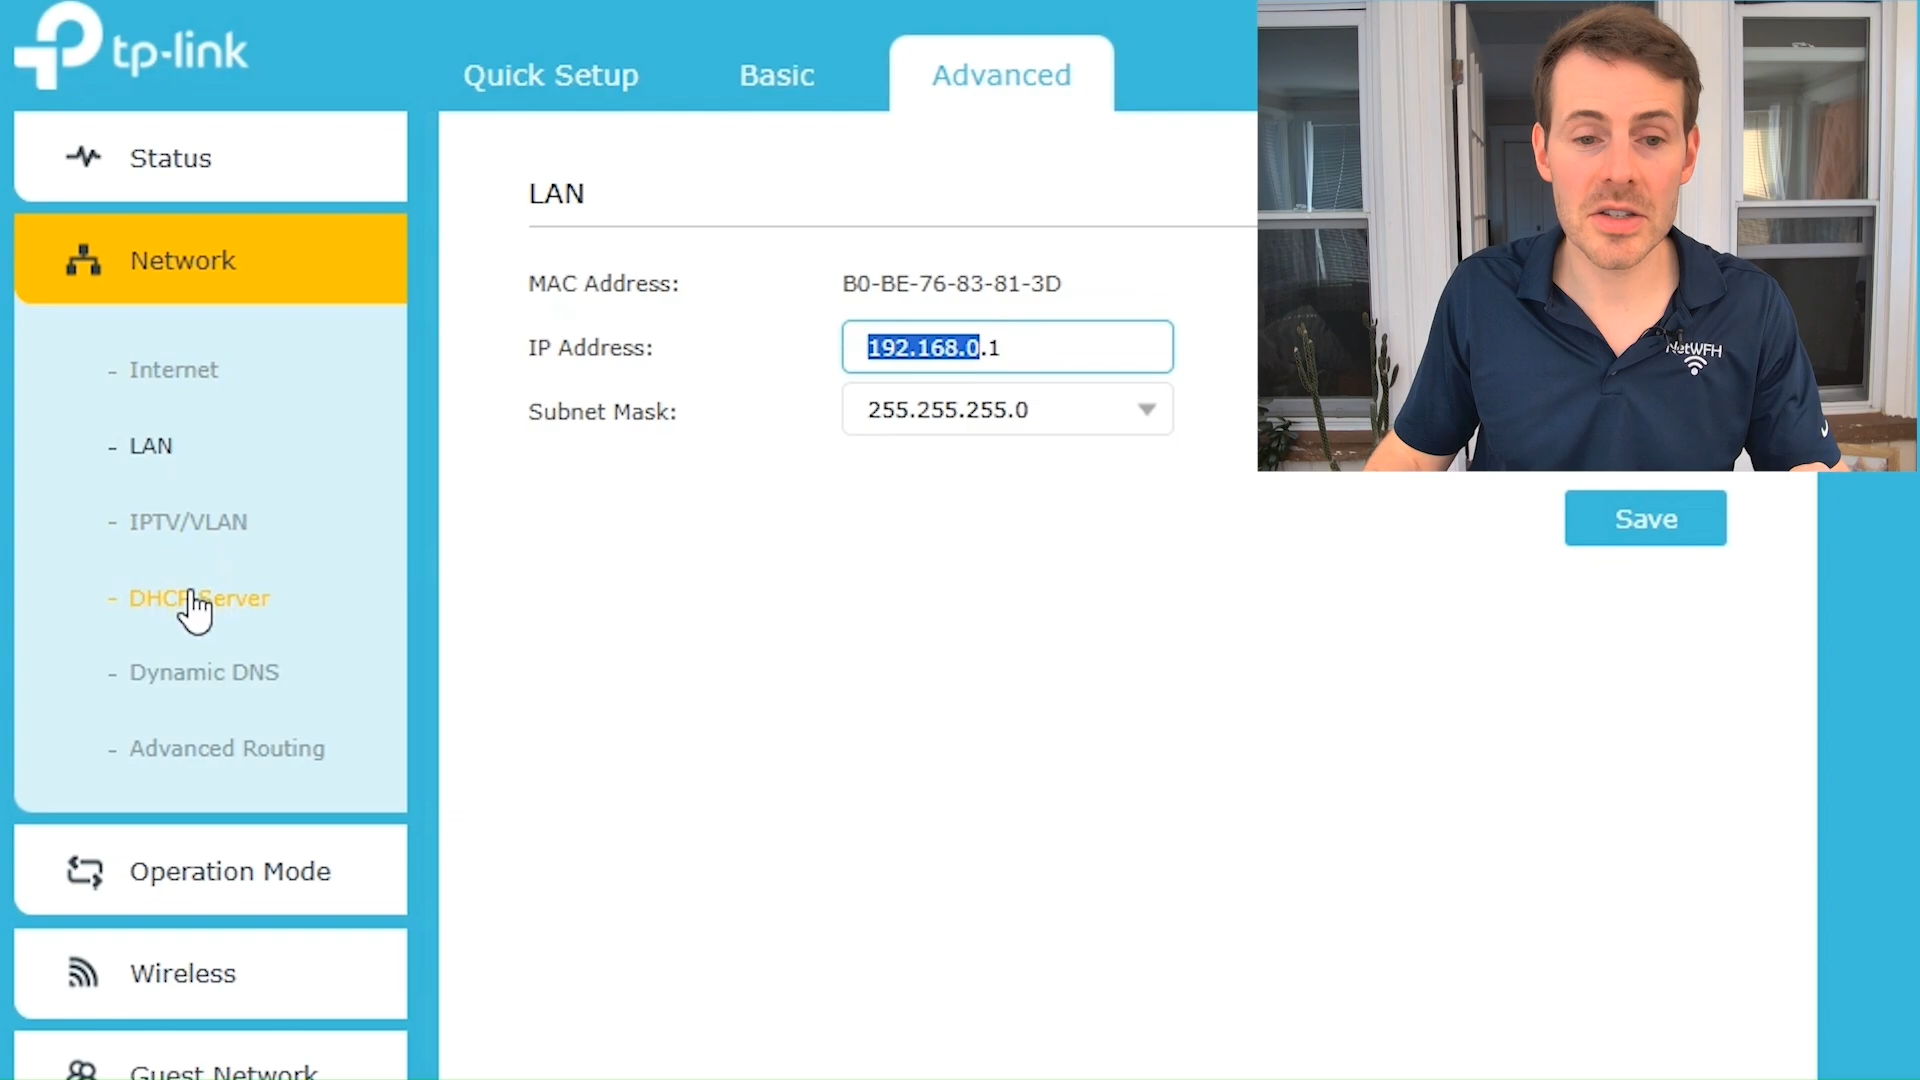 tp-link
Quick Setup
Basic
Advanced
Status
Network
- Internet
- LAN
- IPTV/VLAN
- DHCP Server
- Dynamic DNS
- Advanced Routing
Operation Mode
Wireless
Guest Network
LAN
MAC Address: B0-BE-76-83-81-3D
IP Address: 192.168.0.1
Subnet Mask: 255.255.255.0
Save
NetWFH